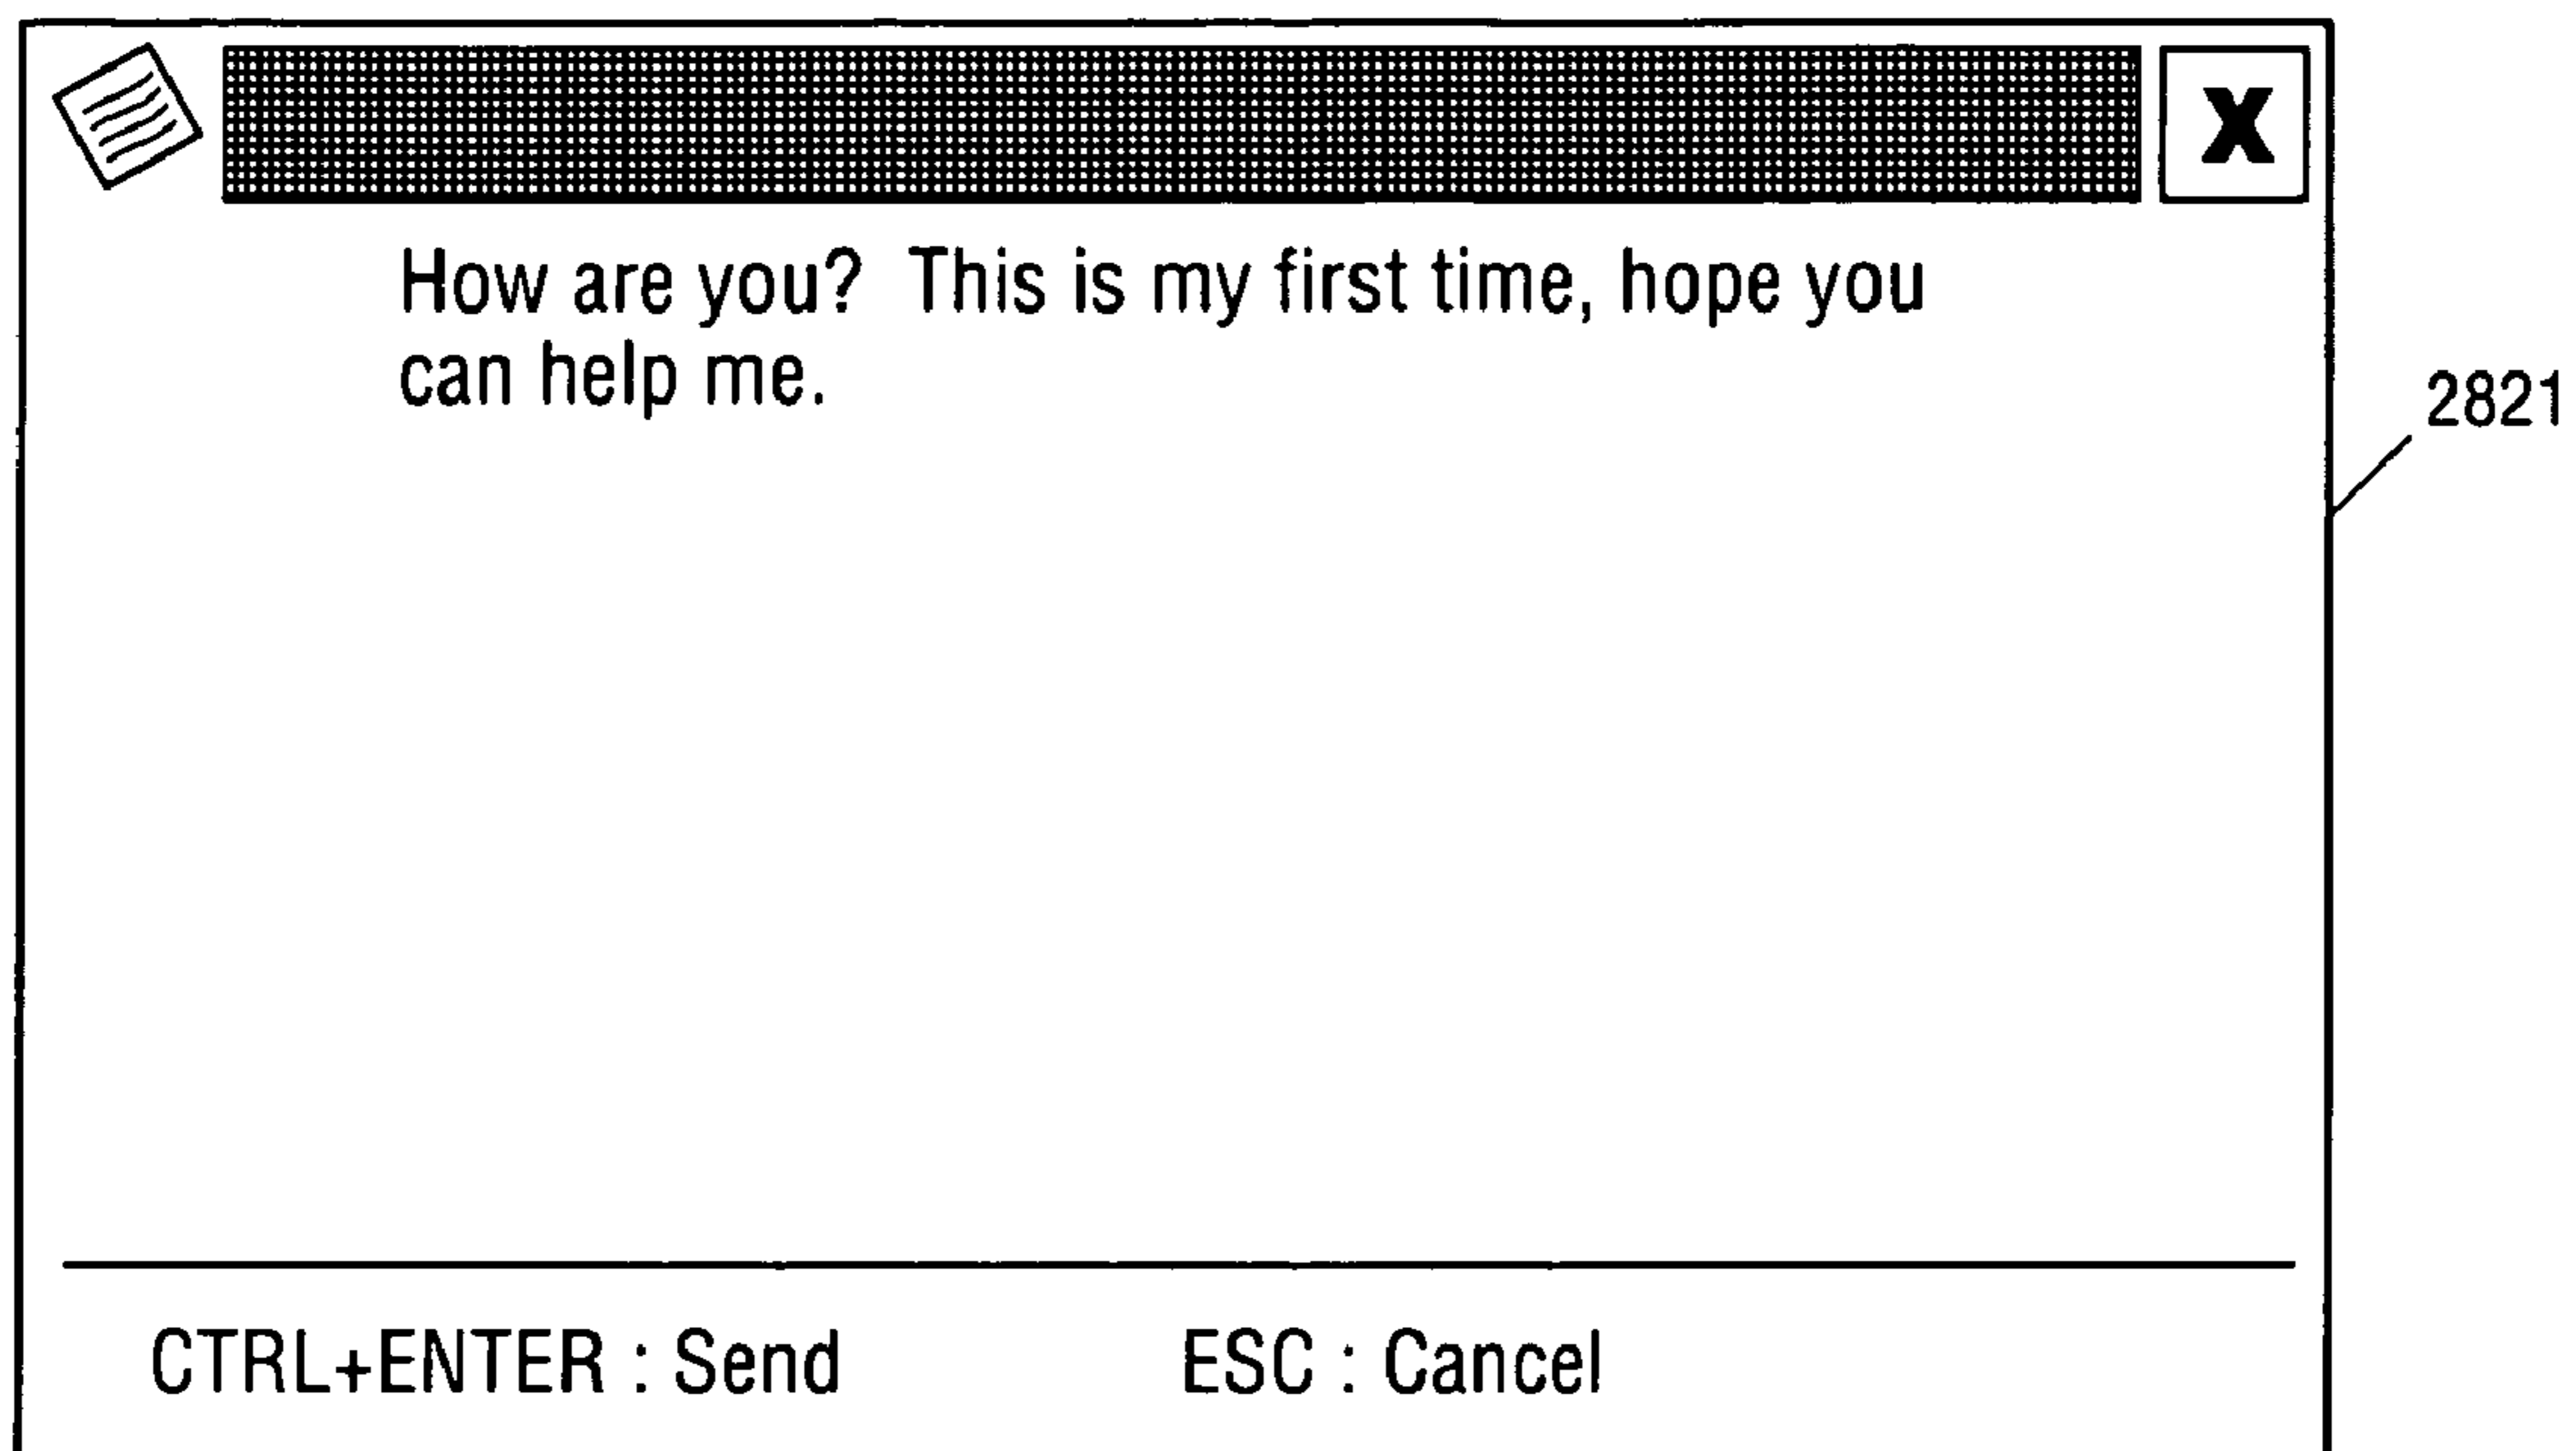 X
How are you? This is my first time, hope you
can help me.
2821
CTRL+ENTER : Send ESC : Cancel